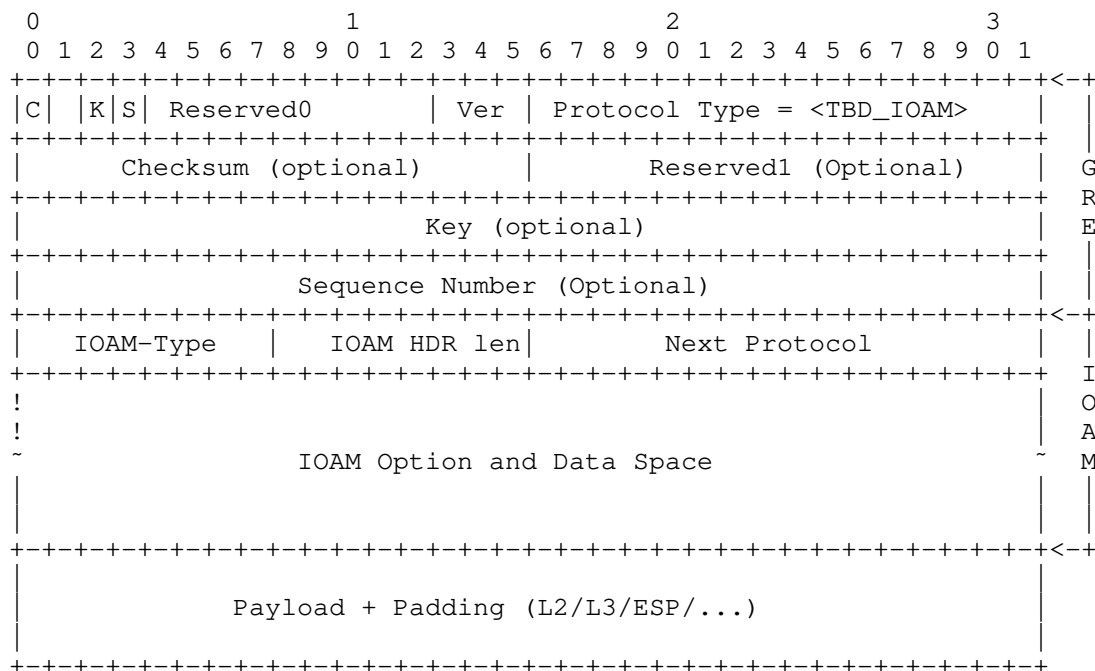 0                   1                   2                   3
 0 1 2 3 4 5 6 7 8 9 0 1 2 3 4 5 6 7 8 9 0 1 2 3 4 5 6 7 8 9 0 1
+-+-+-+-+-+-+-+-+-+-+-+-+-+-+-+-+-+-+-+-+-+-+-+-+-+-+-+-+-+-+-+-+<-+
|C| |K|S| Reserved0       | Ver | Protocol Type = <TBD_IOAM>    |  |
+-+-+-+-+-+-+-+-+-+-+-+-+-+-+-+-+-+-+-+-+-+-+-+-+-+-+-+-+-+-+-+-+  |
|      Checksum (optional)      |       Reserved1 (Optional)    |  G
+-+-+-+-+-+-+-+-+-+-+-+-+-+-+-+-+-+-+-+-+-+-+-+-+-+-+-+-+-+-+-+-+  R
|                         Key (optional)                        |  E
+-+-+-+-+-+-+-+-+-+-+-+-+-+-+-+-+-+-+-+-+-+-+-+-+-+-+-+-+-+-+-+-+  |
|                 Sequence Number (Optional)                    |  |
+-+-+-+-+-+-+-+-+-+-+-+-+-+-+-+-+-+-+-+-+-+-+-+-+-+-+-+-+-+-+-+-+<-+
|   IOAM-Type   |   IOAM HDR len|        Next Protocol          |  |
+-+-+-+-+-+-+-+-+-+-+-+-+-+-+-+-+-+-+-+-+-+-+-+-+-+-+-+-+-+-+-+-+  I
!                                                               |  O
!                                                               |  A
~                 IOAM Option and Data Space                    ~  M
|                                                               |  |
|                                                               |  |
+-+-+-+-+-+-+-+-+-+-+-+-+-+-+-+-+-+-+-+-+-+-+-+-+-+-+-+-+-+-+-+-+<-+
|                                                               |
|             Payload + Padding (L2/L3/ESP/...)                 |
|                                                               |
+-+-+-+-+-+-+-+-+-+-+-+-+-+-+-+-+-+-+-+-+-+-+-+-+-+-+-+-+-+-+-+-+